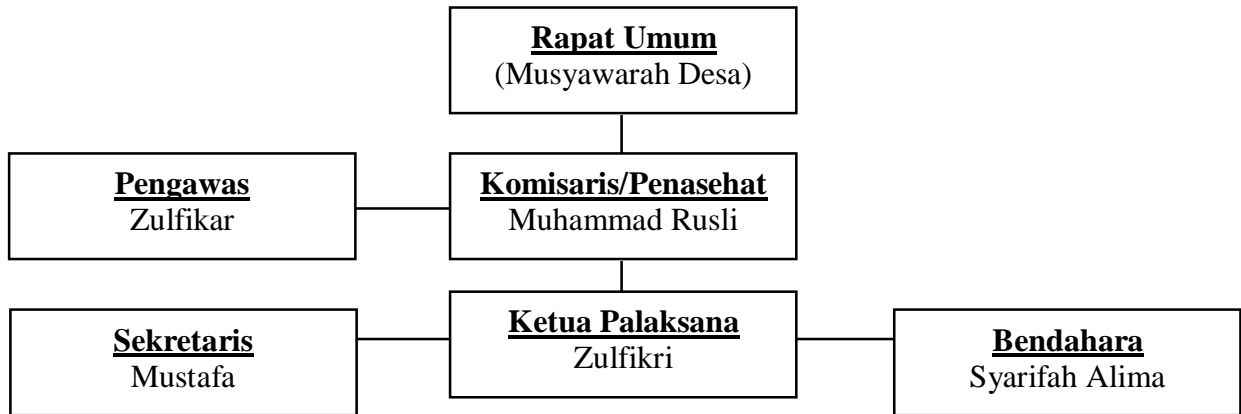 Rapat Umum
(Musyawarah Desa)
Pengawas
Zulfikar
Komisaris/Penasehat
Muhammad Rusli
Sekretaris
Mustafa
Ketua Palaksana
Zulfikri
Bendahara
Syarifah Alima